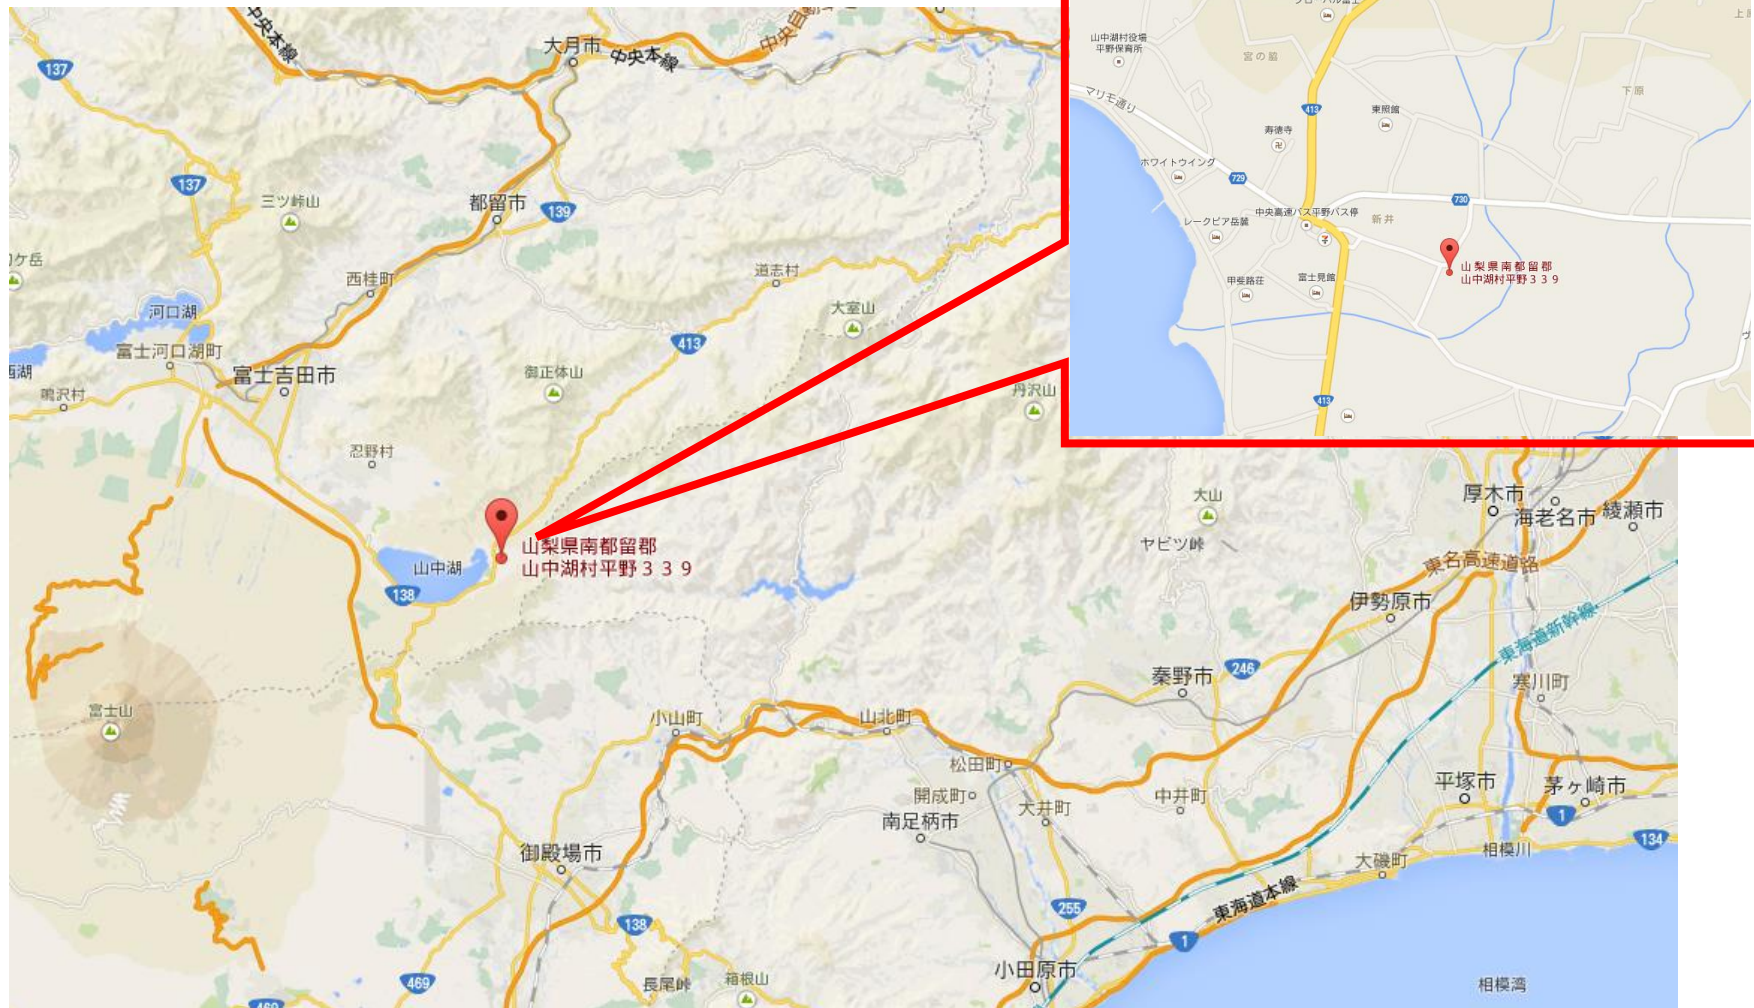 中央本線
大月市
中央本線
137
137
三ツ峠山
都留市
139
西桂町
道志村
河口湖
大室山
富士河口湖町
413
西湖
富士吉田市
御正体山
鳴沢村
丹沢山
忍野村
大山
厚木市
海老名市
綾瀬市
ヤビツ峠
山梨県南都留郡
山中湖村平野339
山中湖
138
東名高速道路
伊勢原市
東海道新幹線
246
秦野市
寒川町
富士山
小山町
山北町
松田町
開成町
大井町
中井町
平塚市
茅ヶ崎市
南足柄市
1
134
御殿場市
大磯町
相模川
255
東海道本線
138
1
469
長尾峠
箱根山
小田原市
相模湾
469
山中湖村役場
平野保育所
宮の脇
マリモ通り
下原
413
東照館
寿徳寺
ホワイトウイング
729
730
レークピア岳麓
中央高速バス平野バス停
新井
甲斐路荘
富士見館
山梨県南都留郡
山中湖村平野339
413